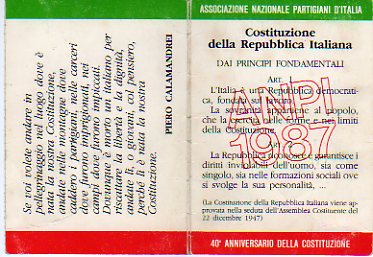 Se voi volete andare in
pellegrinaggio nel luogo dove è
nata la nostra Costituzione,
andate nelle montagne dove
caddero i partigiani, nelle carceri
dove furono imprigionati, nei
campi dove furono impiccati.
Dovunque è morto un italiano per
riscattare la libertà e la dignità,
andate lì, o giovani, col pensiero,
perché lì è nata la nostra
Costituzione.
PIERO CALAMANDREI
ASSOCIAZIONE NAZIONALE PARTIGIANI D'ITALIA
Costituzione
della Repubblica Italiana
DAI PRINCIPI FONDAMENTALI
ART.
L'Italia è una Repubblica democrati-
ca, fondata sul lavoro.
La sovranità appartiene al popolo,
che la esercita nelle forme e nei limiti
della Costituzione.
ART. 2
La Repubblica riconosce e garantisce i
diritti inviolabili dell'uomo, sia come
singolo, sia nelle formazioni sociali ove
si svolge la sua personalità, ...
ANPI
1987
(La Costituzione della Repubblica Italiana viene
approvata nella seduta dell'Assemblea Costituente del
22 dicembre 1947)
40° ANNIVERSARIO DELLA COSTITUZIONE